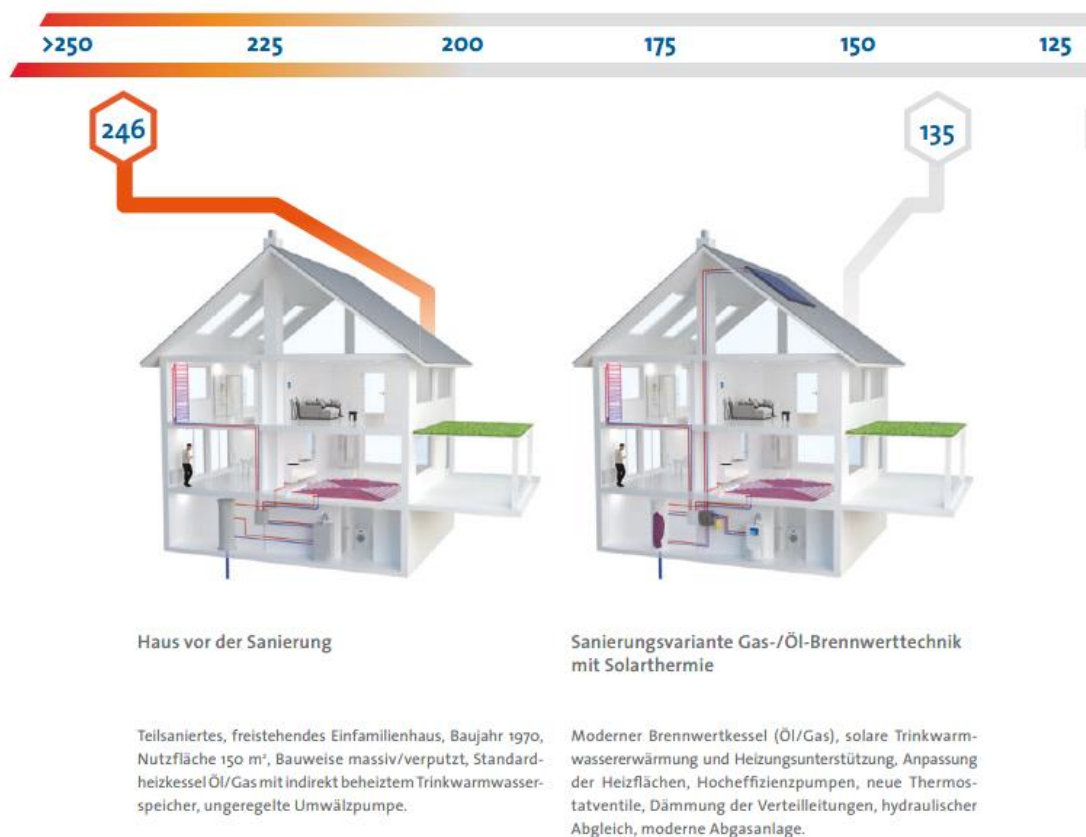 >250 225 200 175 150 125
246 135
Haus vor der Sanierung
Teilsaniertes, freistehendes Einfamilienhaus, Baujahr 1970,
Nutzfläche 150 m², Bauweise massiv/verputzt, Standard-
heizkessel Öl/Gas mit indirekt beheiztem Trinkwarmwasser-
speicher, ungeregelte Umwälzpumpe.
Sanierungsvariante Gas-/Öl-Brennwerttechnik
mit Solarthermie
Moderner Brennwertkessel (Öl/Gas), solare Trinkwarm-
wassererwärmung und Heizungsunterstützung, Anpassung
der Heizflächen, Hocheffizienzpumpen, neue Thermos-
tatventile, Dämmung der Verteilleitungen, hydraulischer
Abgleich, moderne Abgasanlage.